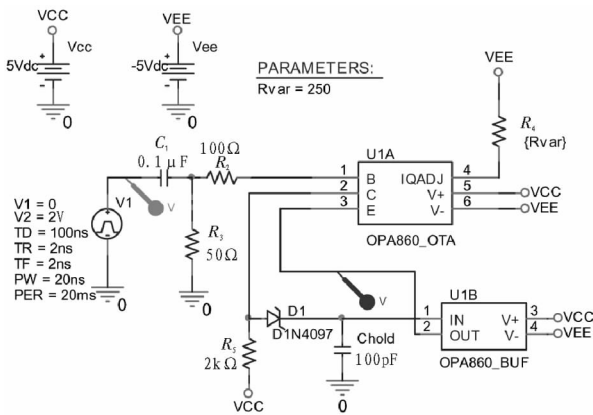 VCC
Vcc
5Vdc
+
-
0
VEE
Vee
-5Vdc
+
-
0
PARAMETERS:
Rvar = 250
VEE
R4
{Rvar}
C1
0.1μF
100Ω
R2
V
V1
R3
50Ω
0
0
V1 = 0
V2 = 2V
TD = 100ns
TR = 2ns
TF = 2ns
PW = 20ns
PER = 20ms
U1A
1 B IQADJ 4
2 C V+ 5 VCC
3 E V- 6 VEE
OPA860_OTA
V
D1
D1N4097
R5
2kΩ
VCC
Chold
100pF
0
U1B
1 IN V+ 3 VCC
2 OUT V- 4 VEE
OPA860_BUF